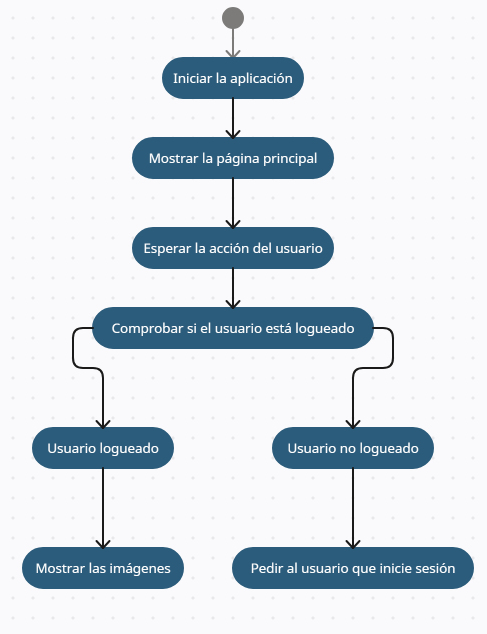 Iniciar la aplicación
Mostrar la página principal
Esperar la acción del usuario
Comprobar si el usuario está logueado
Usuario logueado
Usuario no logueado
Mostrar las imágenes
Pedir al usuario que inicie sesión